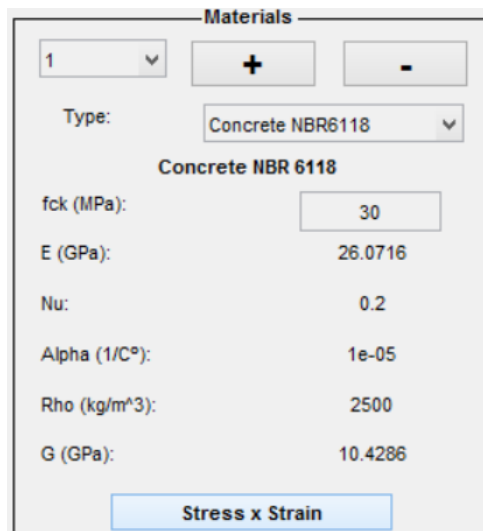 Materials
1 + -
Type: Concrete NBR6118
Concrete NBR 6118
fck (MPa): 30
E (GPa): 26.0716
Nu: 0.2
Alpha (1/Cº): 1e-05
Rho (kg/m^3): 2500
G (GPa): 10.4286
Stress x Strain